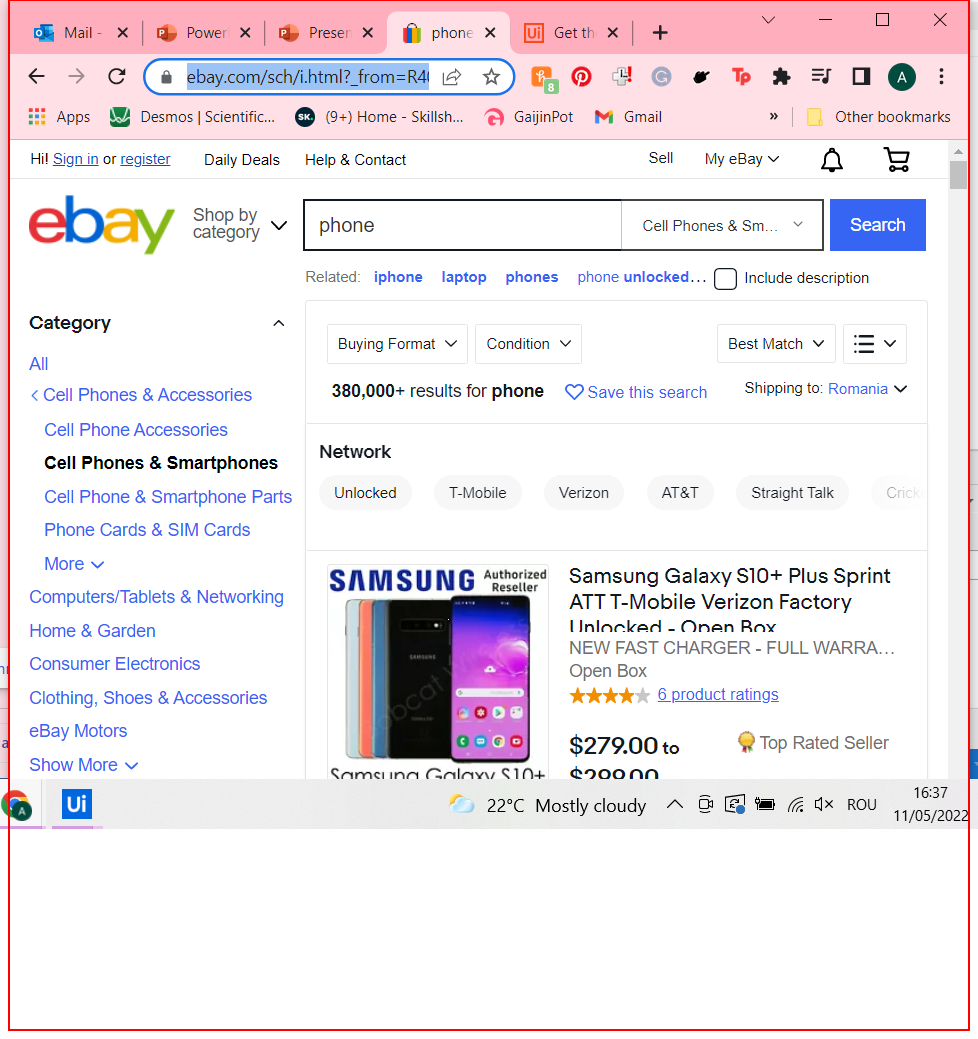 Mail - Power Presen phone Get th
ebay.com/sch/i.html?_from=R40
8 A
Apps Desmos | Scientific... sk. (9+) Home - Skillsh... GaijinPot Gmail » Other bookmarks
Hi! Sign in or register Daily Deals Help & Contact Sell My eBay
ebay Shop by category phone Cell Phones & Sm... Search
Related: iphone laptop phones phone unlocked... Include description
Category
All
Cell Phones & Accessories
Cell Phone Accessories
Cell Phones & Smartphones
Cell Phone & Smartphone Parts
Phone Cards & SIM Cards
More
Computers/Tablets & Networking
Home & Garden
Consumer Electronics
Clothing, Shoes & Accessories
eBay Motors
Show More
Buying Format Condition Best Match
380,000+ results for phone Save this search Shipping to: Romania
Network
Unlocked T-Mobile Verizon AT&T Straight Talk Crick
SAMSUNG Authorized Reseller
SAMSUNG
Samsung Galaxy S10+
Samsung Galaxy S10+ Plus Sprint
ATT T-Mobile Verizon Factory
Unlocked - Open Box
NEW FAST CHARGER - FULL WARRA...
Open Box
6 product ratings
$279.00 to
$299.00
Top Rated Seller
A Ui 22°C Mostly cloudy ROU 16:37
11/05/2022